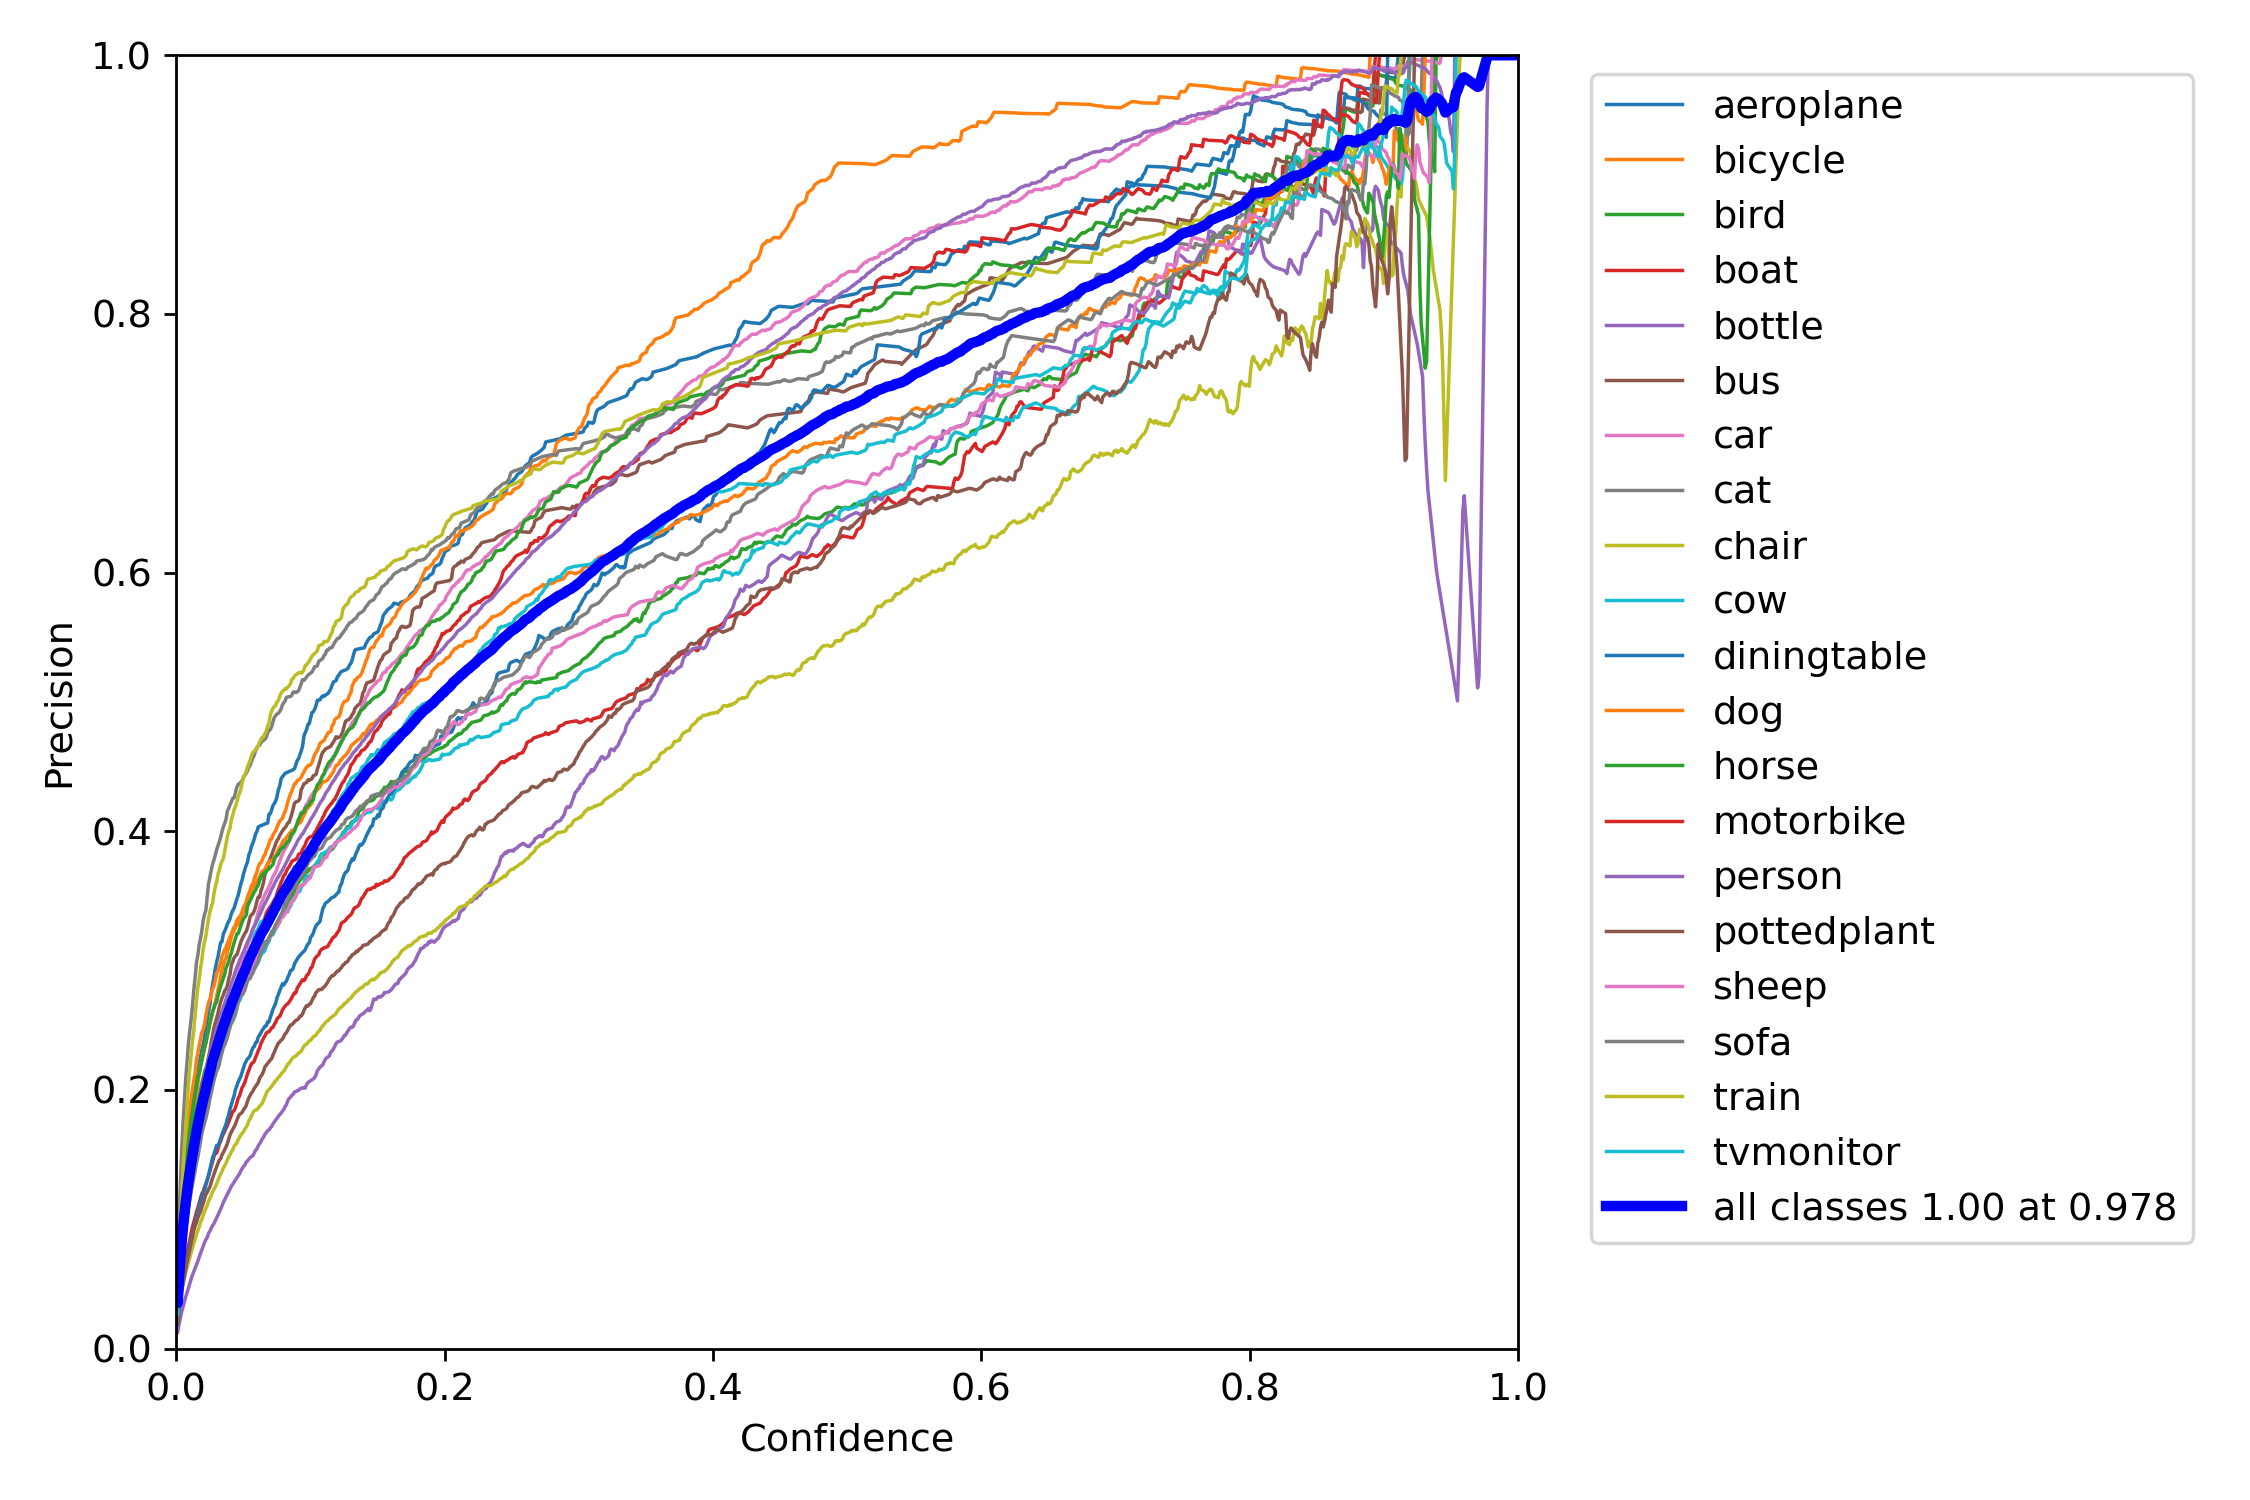 1.0
0.8
0.6
0.4
0.2
0.0
Precision
0.0 0.2 0.4 0.6 0.8 1.0
Confidence
aeroplane
bicycle
bird
boat
bottle
bus
car
cat
chair
cow
diningtable
dog
horse
motorbike
person
pottedplant
sheep
sofa
train
tvmonitor
all classes 1.00 at 0.978